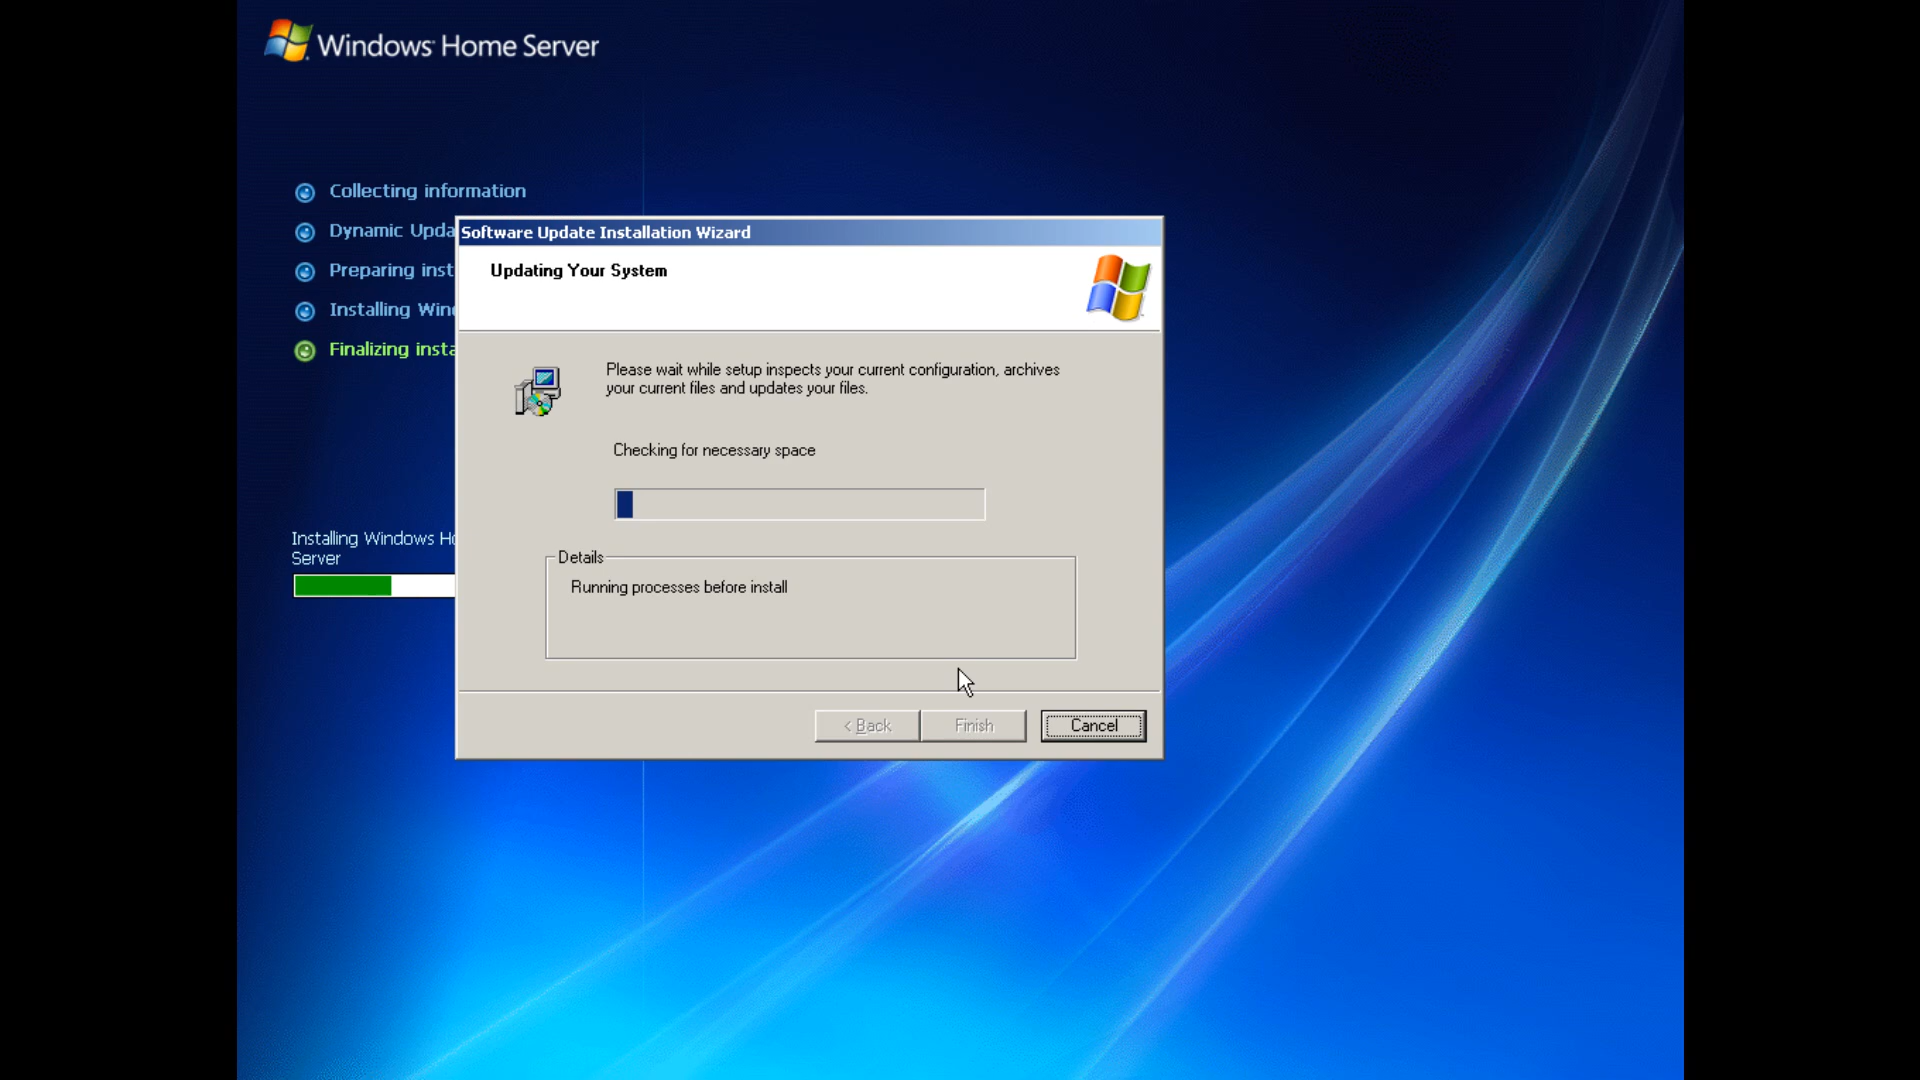 Windows Home Server
Collecting information
Dynamic Upda
Preparing inst
Installing Wind
Finalizing insta
Installing Windows Ho
Server
Software Update Installation Wizard
Updating Your System
Please wait while setup inspects your current configuration, archives
your current files and updates your files.
Checking for necessary space
Details
Running processes before install
< Back
Finish
Cancel